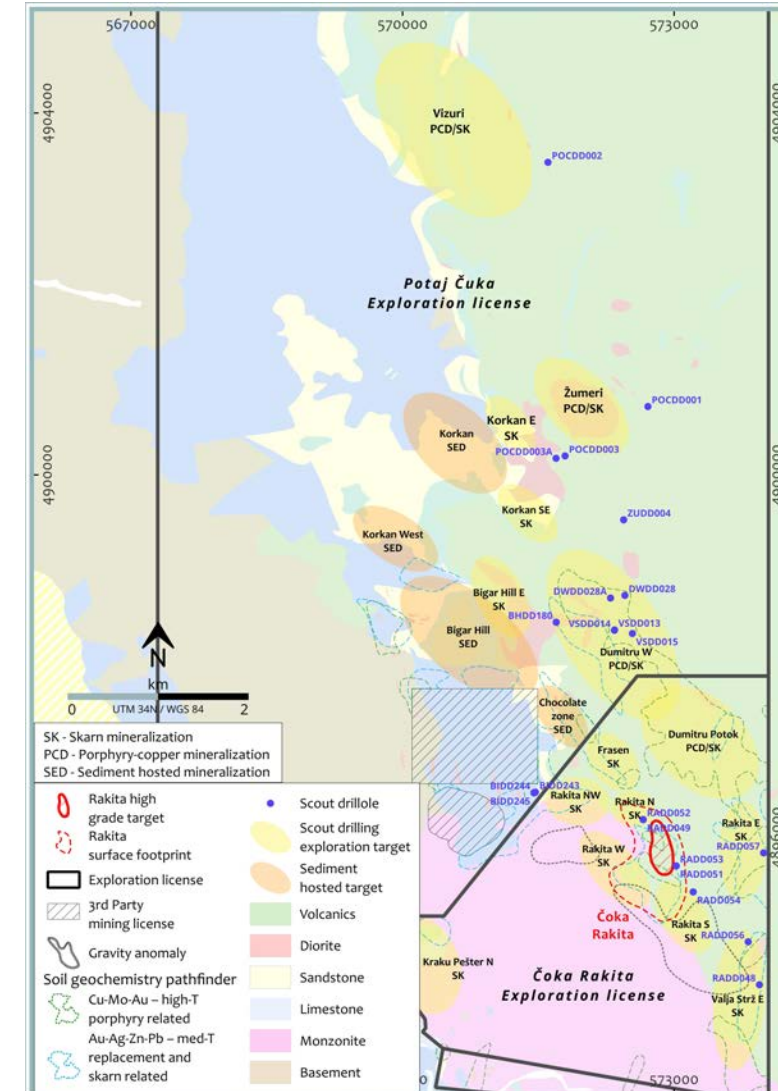 567000
570000
573000
4904000
4904000
Vizuri
PCD/SK
POCDD002
Potaj Čuka
Exploration license
Žumeri
PCD/SK
POCDD001
Korkan E
SK
Korkan
SED
POCDD003A
POCDD003
4900000
4900000
Korkan SE
SK
ZUDD004
Korkan West
SED
Bigar Hill E
SK
DWDD028A
DWDD028
BHDD180
VSDD014
VSDD013
VSDD015
Bigar Hill
SED
Dumitru W
PCD/SK
N
km
0
UTM 34N / WGS 84
2
Chocolate
zone
SED
Dumitru Potok
PCD/SK
Frasen
SK
SK - Skarn mineralization
PCD - Porphyry-copper mineralization
SED - Sediment hosted mineralization
BIDD244
BIDD243
BIDD245
Rakita NW
SK
Rakita N
SK
RADD052
RADD049
Rakita E
SK
4896000
RADD057
Rakita W
SK
RADD053
RADD051
RADD054
Čoka
Rakita
Rakita S
SK
RADD056
Kraku Pešter N
SK
Čoka Rakita
Exploration license
RADD048
Valja Strž E
SK
573000
Rakita high
grade target
Rakita
surface footprint
Exploration license
3rd Party
mining license
Gravity anomaly
Soil geochemistry pathfinder
Cu-Mo-Au – high-T
porphyry related
Au-Ag-Zn-Pb – med-T
replacement and
skarn related
Scout drillole
Scout drilling
exploration target
Sediment
hosted target
Volcanics
Diorite
Sandstone
Limestone
Monzonite
Basement